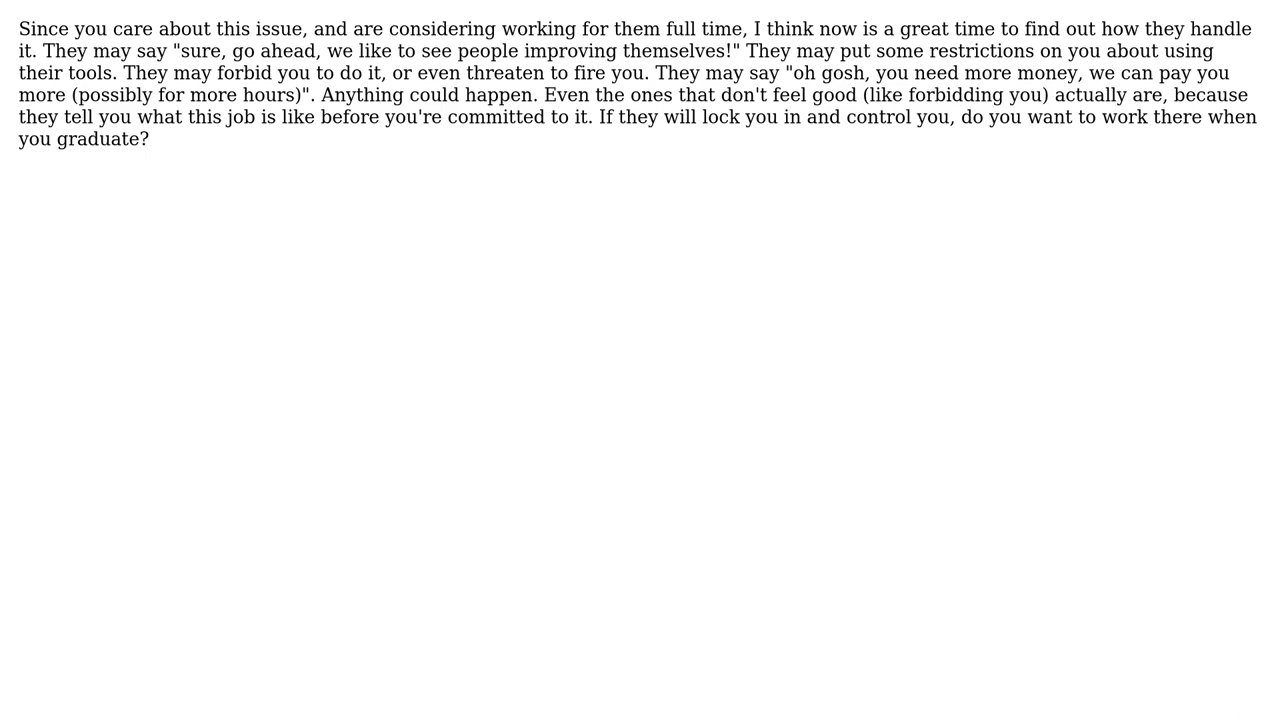 Since you care about this issue, and are considering working for them full time, I think now is a great time to find out how they handle
it. They may say "sure, go ahead, we like to see people improving themselves!" They may put some restrictions on you about using
their tools. They may forbid you to do it, or even threaten to fire you. They may say "oh gosh, you need more money, we can pay you
more (possibly for more hours)". Anything could happen. Even the ones that don't feel good (like forbidding you) actually are, because
they tell you what this job is like before you're committed to it. If they will lock you in and control you, do you want to work there when
you graduate?